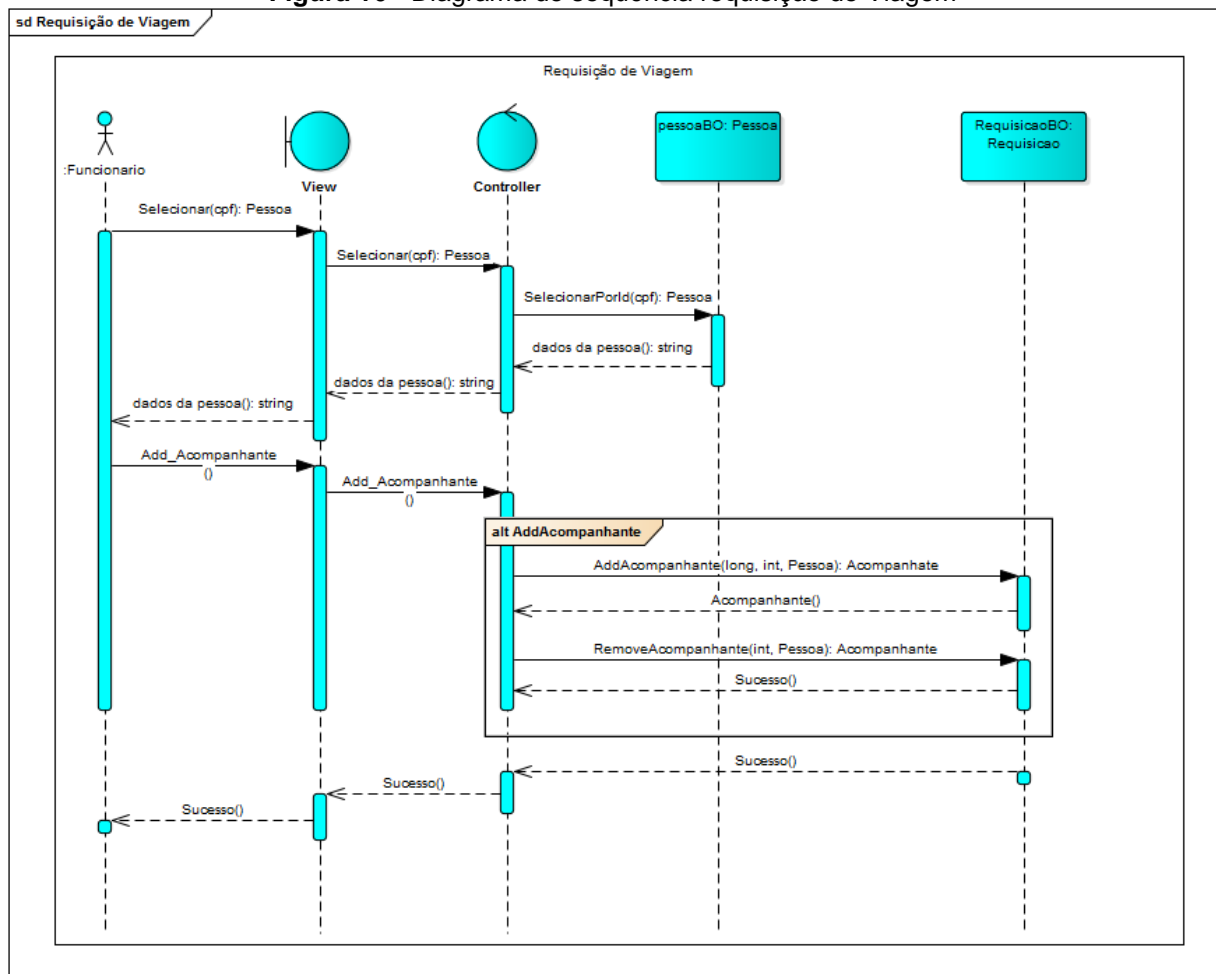 sd Requisição de Viagem
Requisição de Viagem
:Funcionario
View
Controller
pessoaBO: Pessoa
RequisicaoBO:
Requisicao
Selecionar(cpf): Pessoa
Selecionar(cpf): Pessoa
SelecionarPorId(cpf): Pessoa
dados da pessoa(): string
dados da pessoa(): string
dados da pessoa(): string
Add_Acompanhante
()
Add_Acompanhante
()
alt AddAcompanhante
AddAcompanhante(long, int, Pessoa): Acompanhate
Acompanhante()
RemoveAcompanhante(int, Pessoa): Acompanhante
Sucesso()
Sucesso()
Sucesso()
Sucesso()